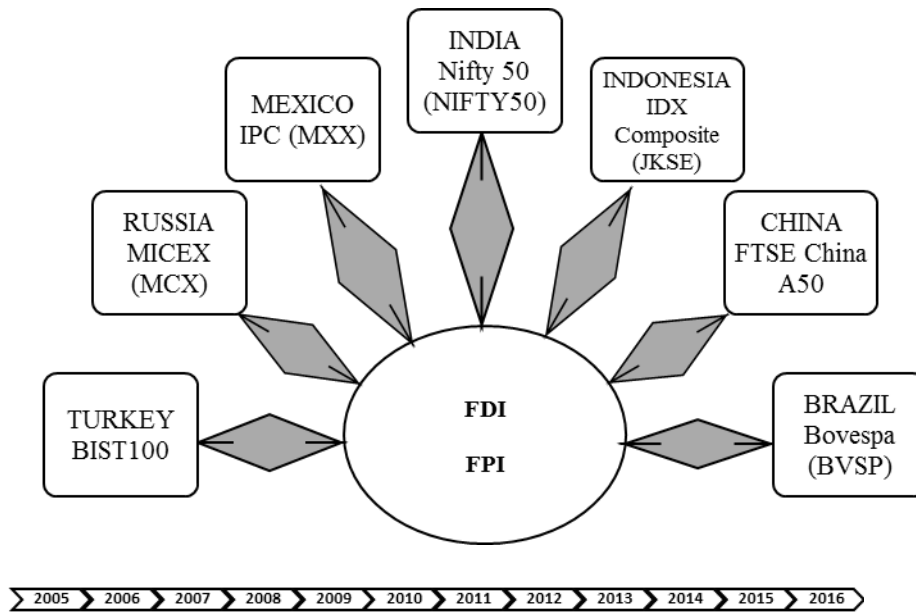 INDIA
Nifty 50
(NIFTY50)
MEXICO
IPC (MXX)
INDONESIA
IDX
Composite
(JKSE)
RUSSIA
MICEX
(MCX)
CHINA
FTSE China
A50
TURKEY
BIST100
FDI
FPI
BRAZIL
Bovespa
(BVSP)
2005 2006 2007 2008 2009 2010 2011 2012 2013 2014 2015 2016